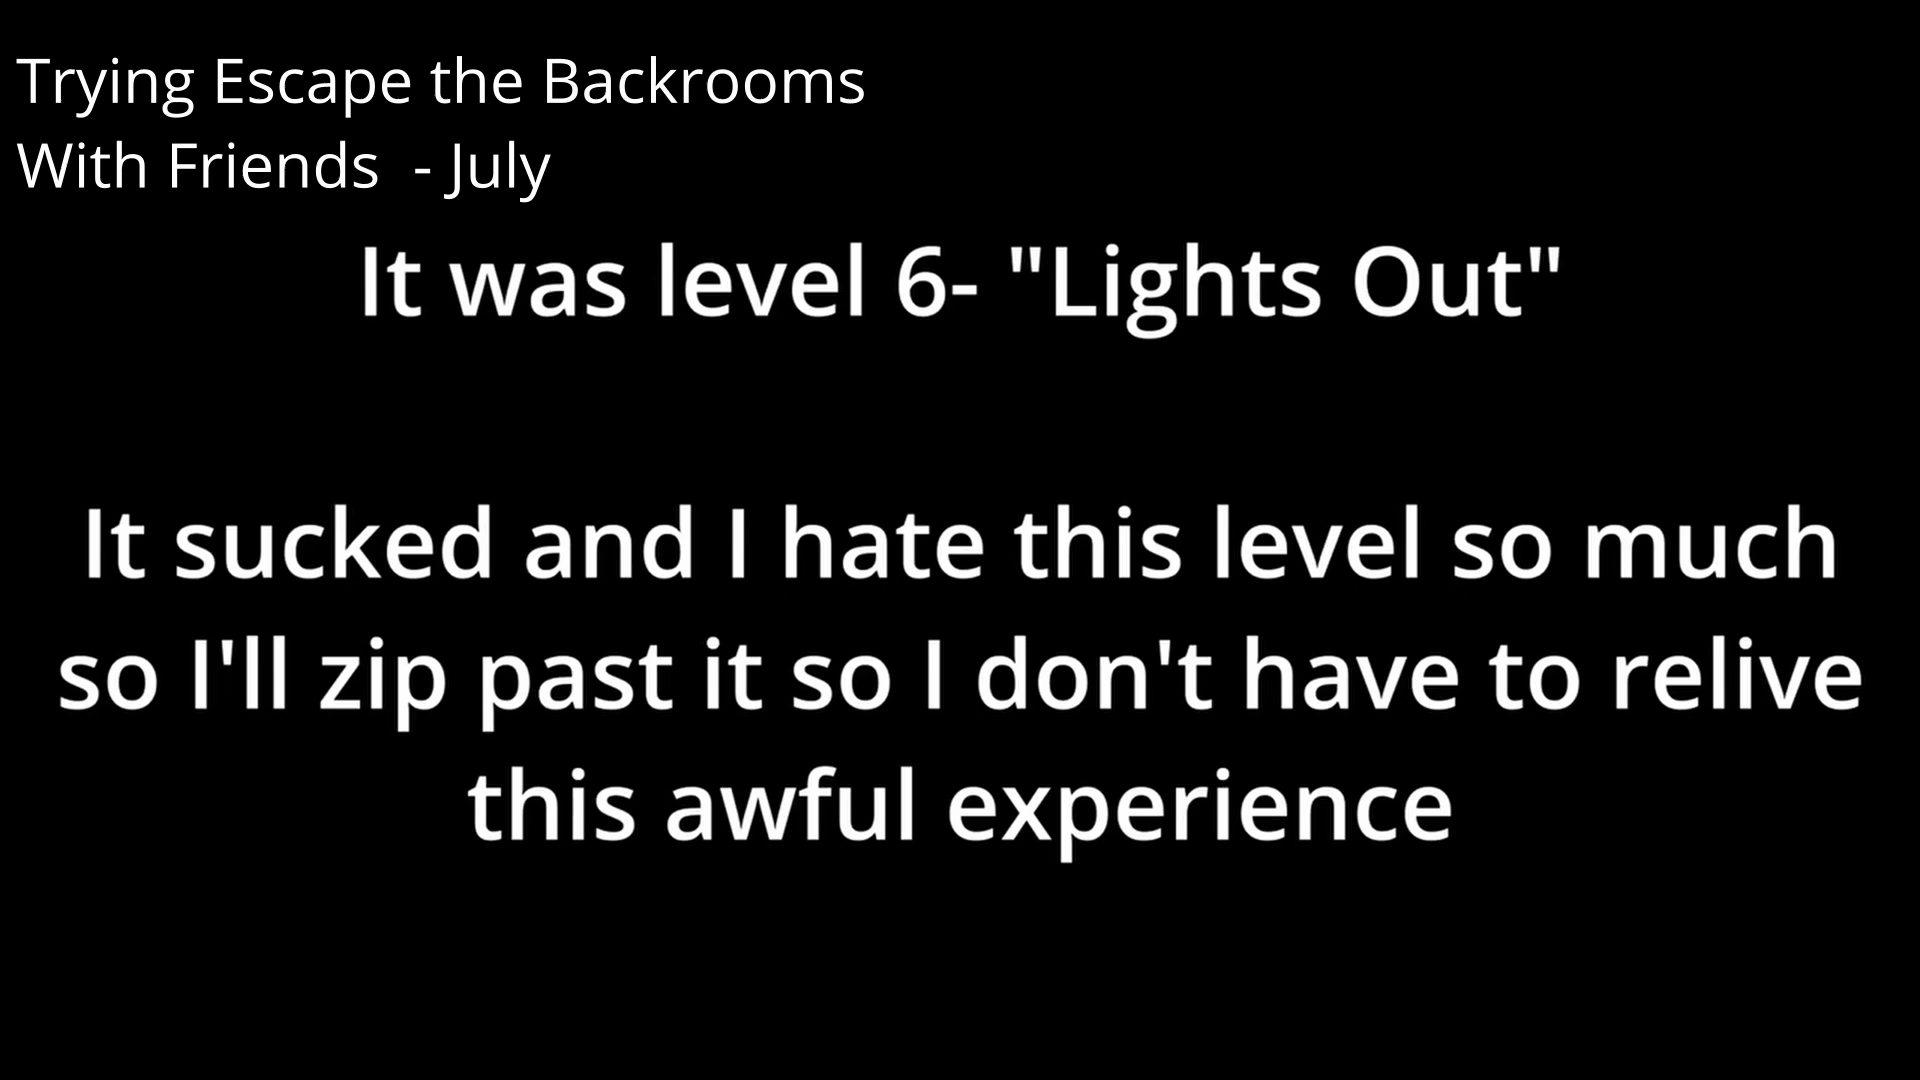 Trying Escape the Backrooms
With Friends  - July
It was level 6- "Lights Out"
It sucked and I hate this level so much
so I'll zip past it so I don't have to relive
this awful experience